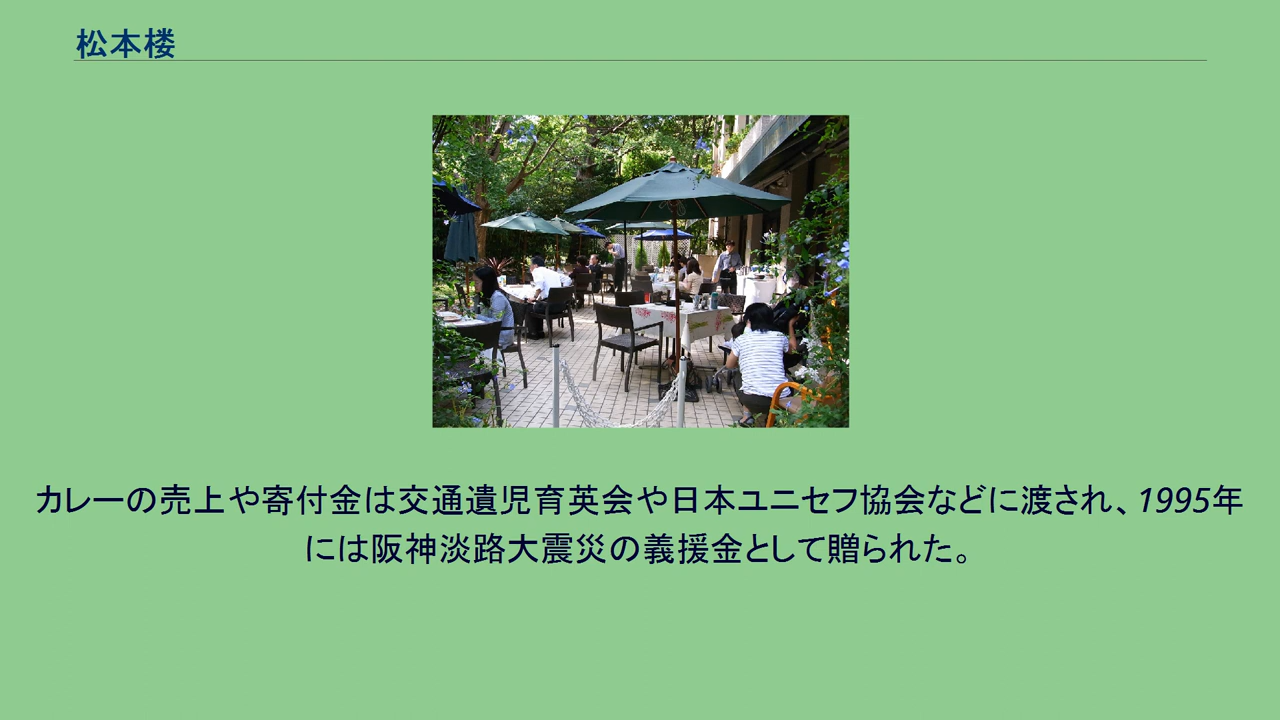 松本楼
カレーの売上や寄付金は交通遺児育英会や日本ユニセフ協会などに渡され、1995年
には阪神淡路大震災の義援金として贈られた。